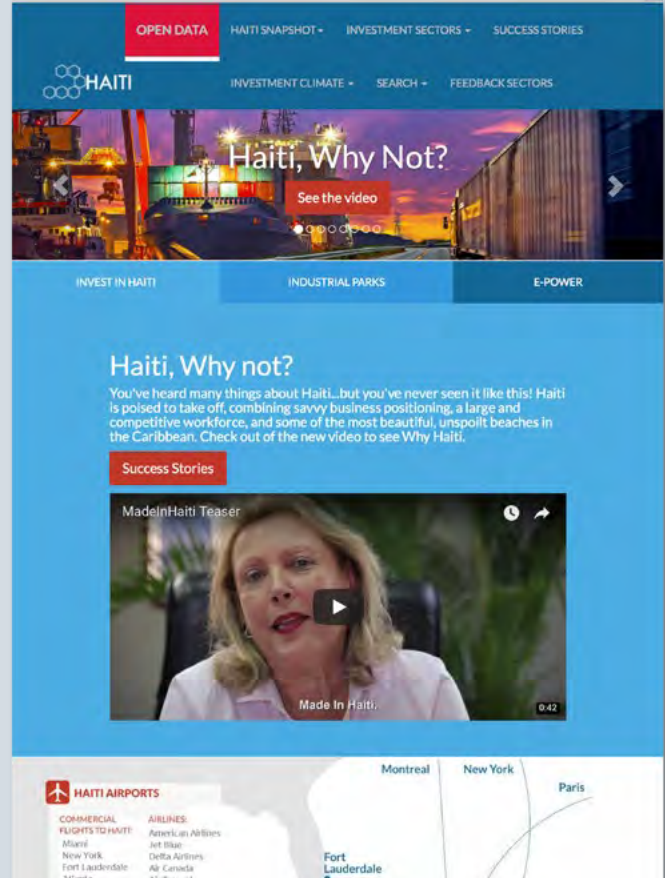 OPEN DATA
HAITI SNAPSHOT
INVESTMENT SECTORS
SUCCESS STORIES
HAITI
INVESTMENT CLIMATE
SEARCH
FEEDBACK SECTORS
Haiti, Why Not?
See the video
INVEST IN HAITI
INDUSTRIAL PARKS
E-POWER
Haiti, Why not?
You've heard many things about Haiti...but you've never seen it like this! Haiti
is poised to take off, combining savvy business positioning, a large and
competitive workforce, and some of the most beautiful, unspoilt beaches in
the Caribbean. Check out of the new video to see Why Haiti.
Success Stories
MadeInHaiti Teaser
Made In Haiti.
0:42
HAITI AIRPORTS
COMMERCIAL
FLIGHTS TO HAITI:
Miami
New York
Fort Lauderdale
AIRLINES:
American Airlines
Jet Blue
Delta Airlines
Air Canada
Montreal
New York
Paris
Fort
Lauderdale